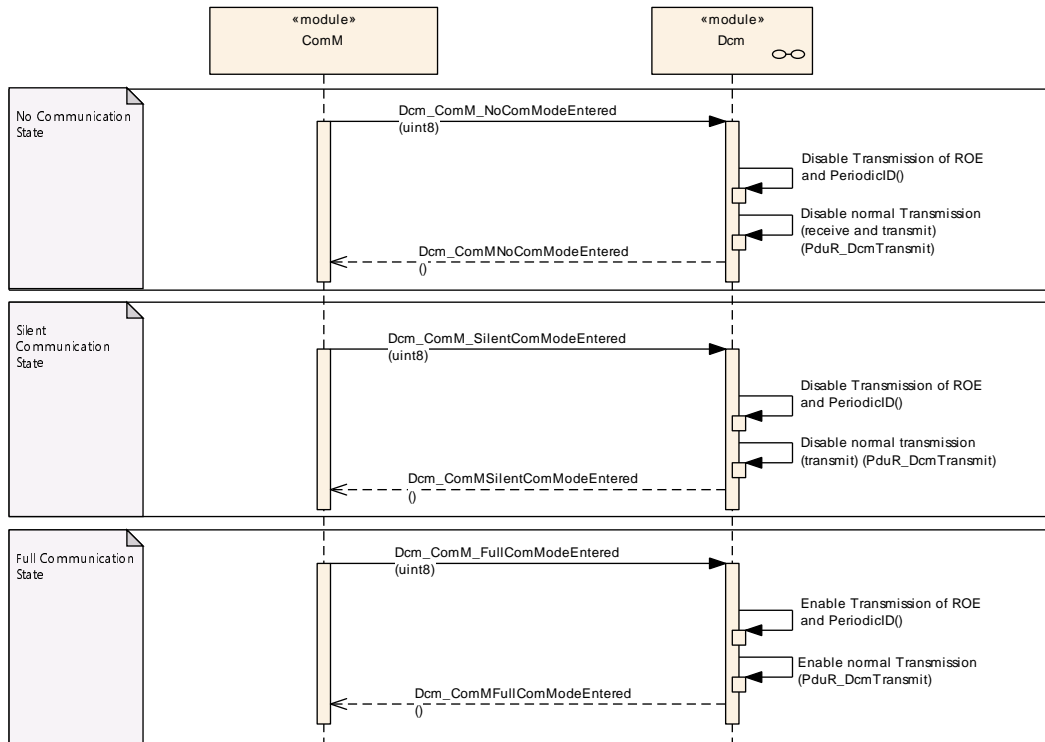 «module»
ComM
«module»
Dcm
No Communication
State
Dcm_ComM_NoComModeEntered
(uint8)
Disable Transmission of ROE
and PeriodicID()
Disable normal Transmission
(receive and transmit)
(PduR_DcmTransmit)
Dcm_ComMNoComModeEntered
()
Silent
Communication
State
Dcm_ComM_SilentComModeEntered
(uint8)
Disable Transmission of ROE
and PeriodicID()
Disable normal transmission
(transmit) (PduR_DcmTransmit)
Dcm_ComMSilentComModeEntered
()
Full Communication
State
Dcm_ComM_FullComModeEntered
(uint8)
Enable Transmission of ROE
and PeriodicID()
Enable normal Transmission
(PduR_DcmTransmit)
Dcm_ComMFullComModeEntered
()